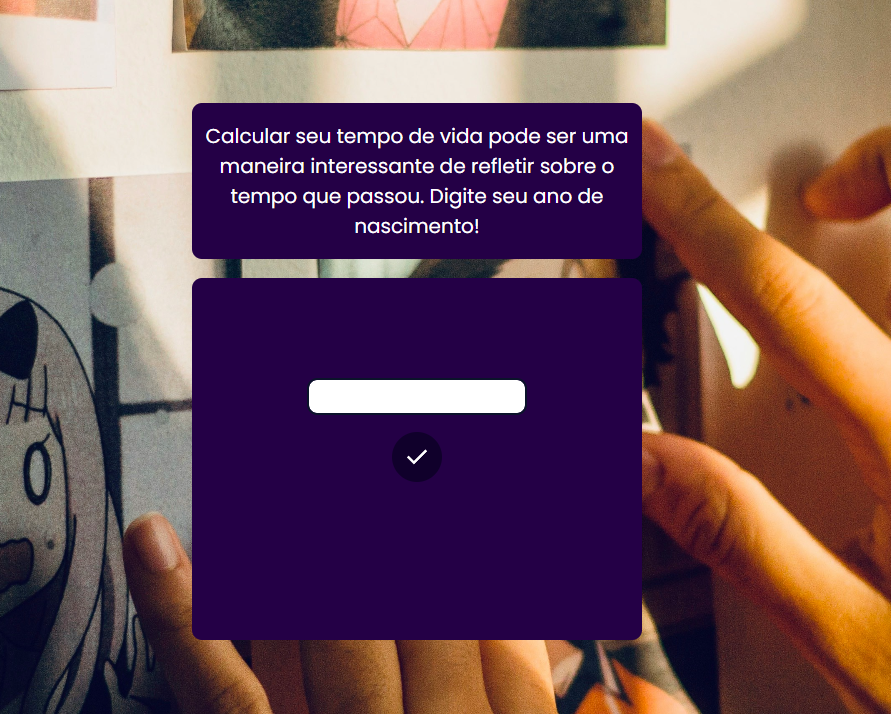 Calcular seu tempo de vida pode ser uma
maneira interessante de refletir sobre o
tempo que passou. Digite seu ano de
nascimento!